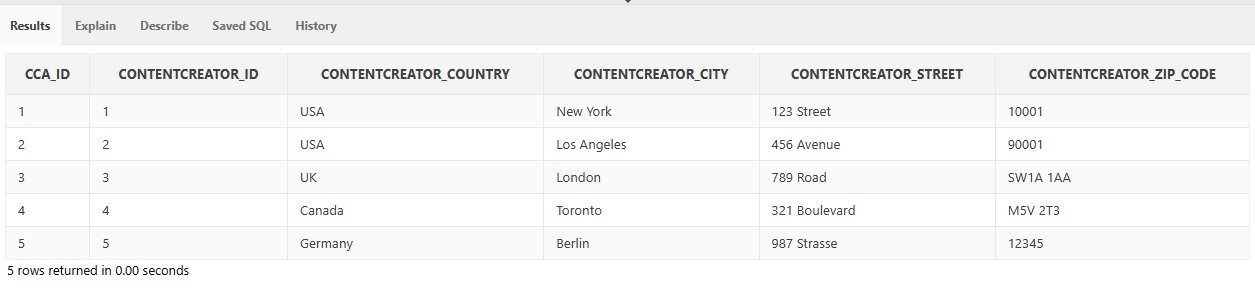 Results Explain Describe Saved SQL History
CCA_ID CONTENTCREATOR_ID CONTENTCREATOR_COUNTRY CONTENTCREATOR_CITY CONTENTCREATOR_STREET CONTENTCREATOR_ZIP_CODE
1 1 USA New York 123 Street 10001
2 2 USA Los Angeles 456 Avenue 90001
3 3 UK London 789 Road SW1A 1AA
4 4 Canada Toronto 321 Boulevard M5V 2T3
5 5 Germany Berlin 987 Strasse 12345
5 rows returned in 0.00 seconds